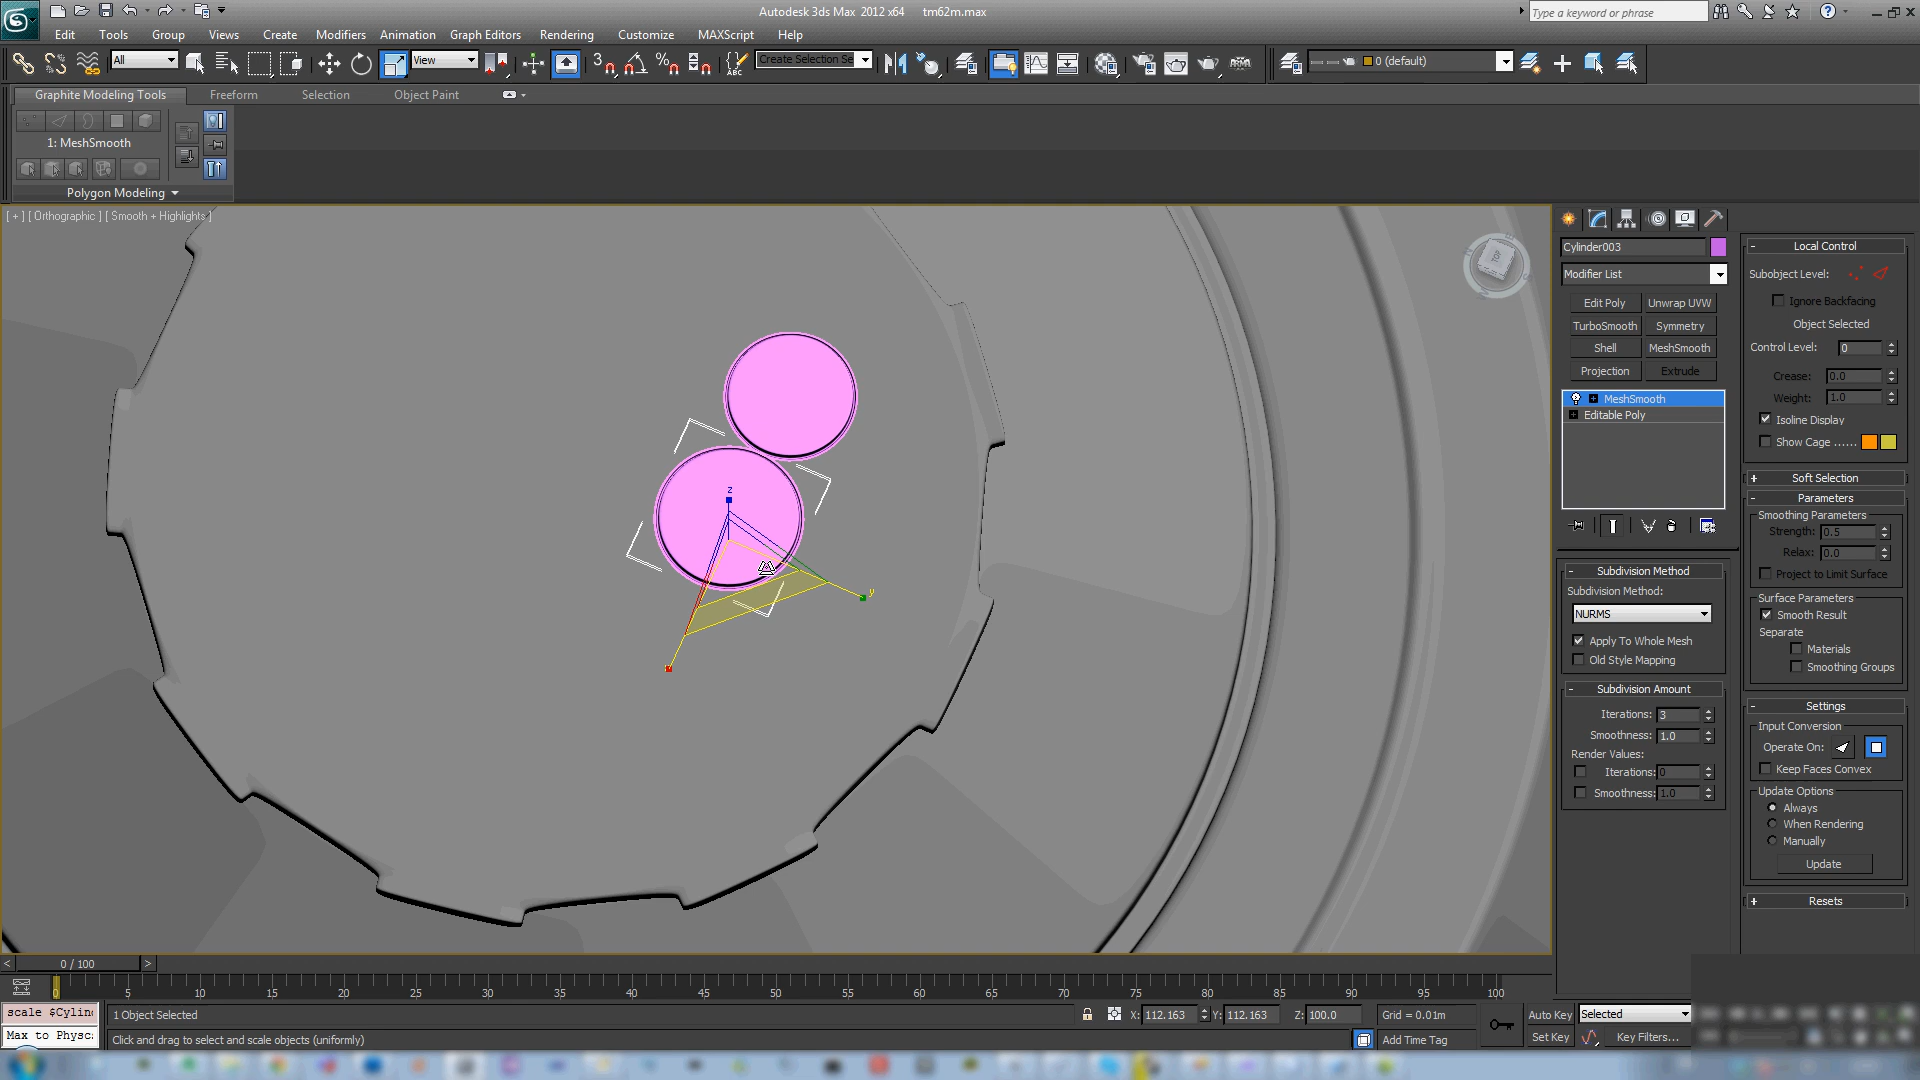 Autodesk 3ds Max 2012 x64 tm62m.max
Type a keyword or phrase
Edit Tools Group Views Create Modifiers Animation Graph Editors Rendering Customize MAXScript Help
All View 3 Create Selection Se 0 (default)
Graphite Modeling Tools Freeform Selection Object Paint
1: MeshSmooth
Polygon Modeling
[ + ] [ Orthographic ] [ Smooth + Highlights ]
z
y
Cylinder003
Modifier List
Edit Poly Unwrap UVW
TurboSmooth Symmetry
Shell MeshSmooth
Projection Extrude
MeshSmooth
Editable Poly
- Subdivision Method
Subdivision Method:
NURMS
Apply To Whole Mesh
Old Style Mapping
- Subdivision Amount
Iterations: 3
Smoothness: 1.0
Render Values:
Iterations: 0
Smoothness: 1.0
- Local Control
Subobject Level:
Ignore Backfacing
Object Selected
Control Level: 0
Crease: 0.0
Weight: 1.0
Isoline Display
Show Cage ......
+ Soft Selection
- Parameters
Smoothing Parameters
Strength: 0.5
Relax: 0.0
Project to Limit Surface
Surface Parameters
Smooth Result
Separate
Materials
Smoothing Groups
- Settings
Input Conversion
Operate On:
Keep Faces Convex
Update Options
Always
When Rendering
Manually
Update
+ Resets
< 0 / 100 >
0 5 10 15 20 25 30 35 40 45 50 55 60 65 70 75 80 85 90 95 100
scale $Cylin
Max to Physc
1 Object Selected
X: 112.163 Y: 112.163 Z: 100.0 Grid = 0.01m
Click and drag to select and scale objects (uniformly)
Add Time Tag
Auto Key Selected
Set Key Key Filters...